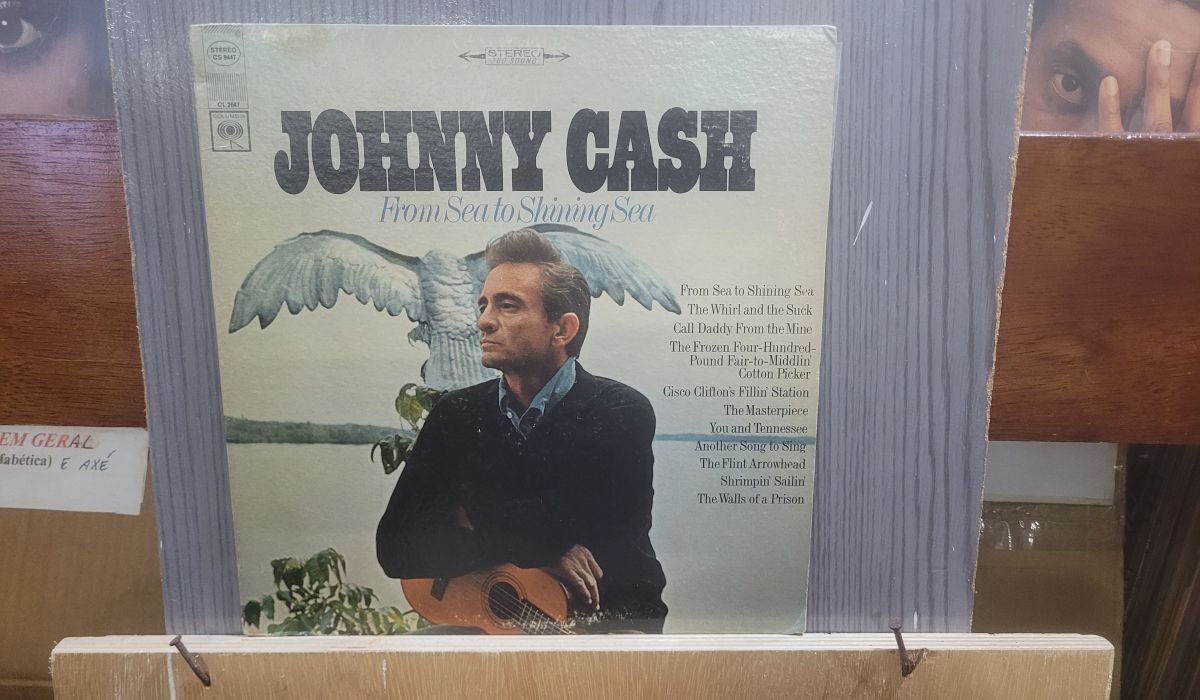 STEREO
CS 9447
CL 2647
COLUMBIA
STEREO
360 SOUND
JOHNNY CASH
From Sea to Shining Sea
From Sea to Shining Sea
The Whirl and the Suck
Call Daddy From the Mine
The Frozen Four-Hundred-
Pound Fair-to-Middlin'
Cotton Picker
Cisco Clifton's Fillin' Station
The Masterpiece
You and Tennessee
Another Song to Sing
The Flint Arrowhead
Shrimpin' Sailin'
The Walls of a Prison
EM GERAL
fabética) E AXÉ